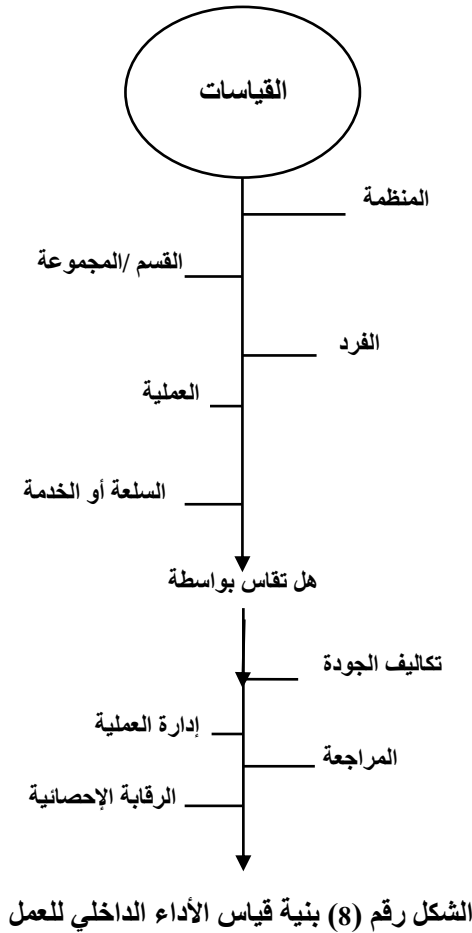 القياسات
المنظمة
القسم /المجموعة
الفرد
العملية
السلعة أو الخدمة
هل تقاس بواسطة
تكاليف الجودة
إدارة العملية
المراجعة
الرقابة الإحصائية
الشكل رقم (8) بنية قياس الأداء الداخلي للعمل